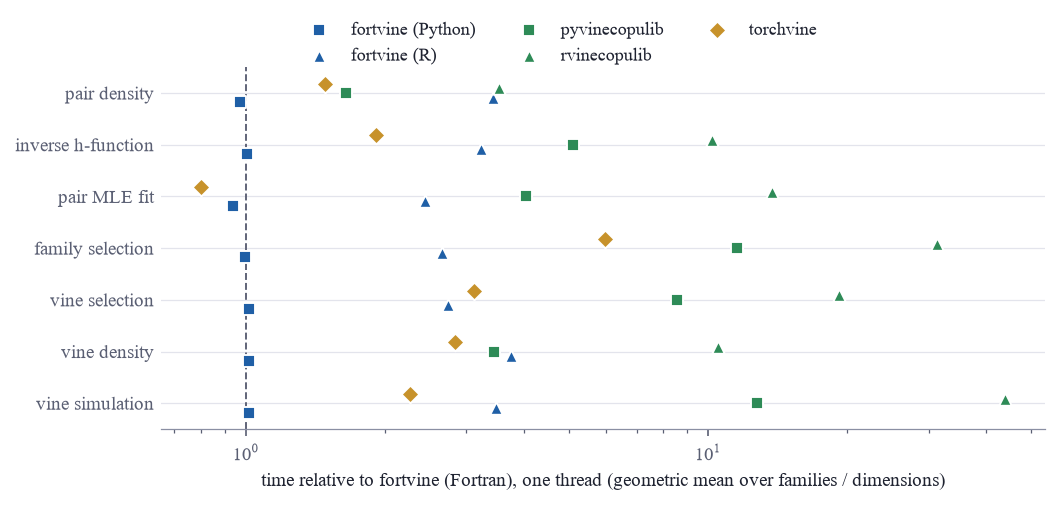 fortvine (Python)
pyvinecopulib
torchvine
fortvine (R)
rvinecopulib
pair density
inverse h-function
pair MLE fit
family selection
vine selection
vine density
vine simulation
10⁰
10¹
time relative to fortvine (Fortran), one thread (geometric mean over families / dimensions)